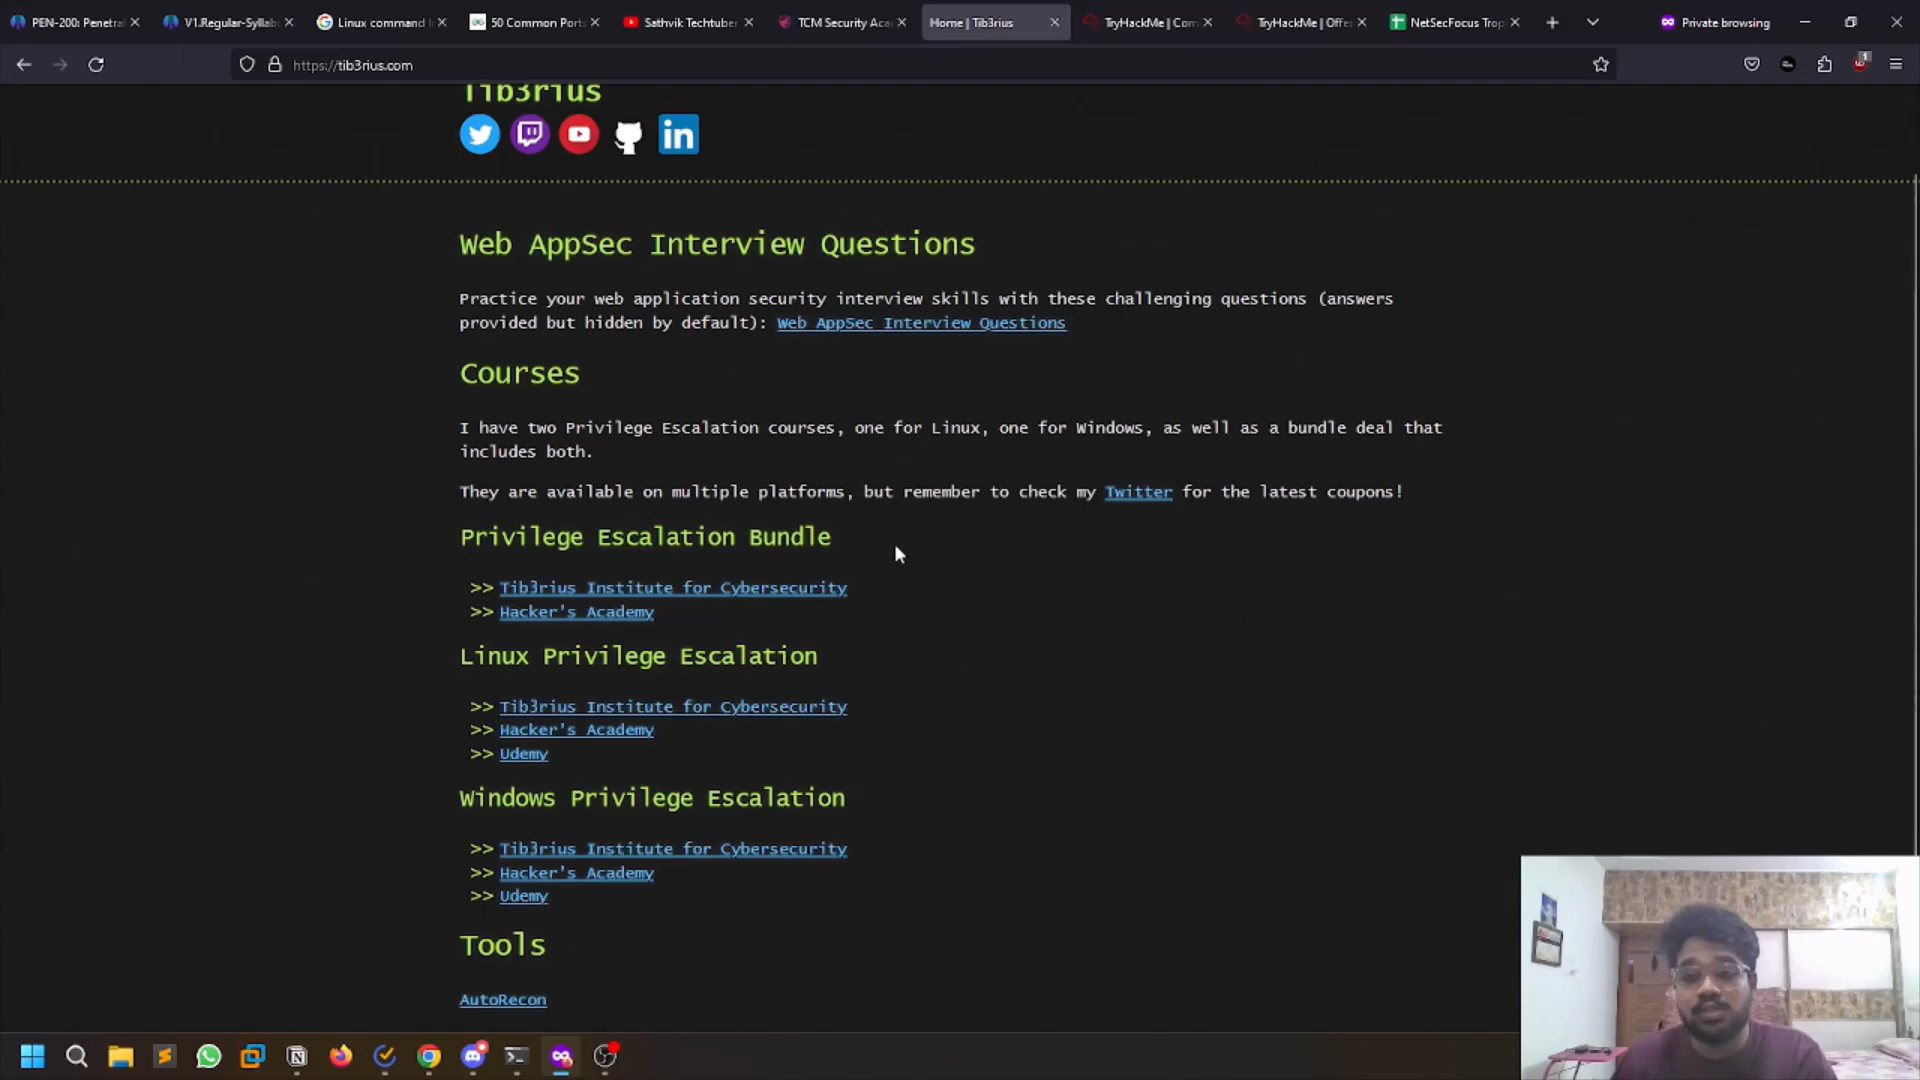 PEN-200: Penetrat
V1.Regular-Syllab
Linux command
50 Common Ports
Sathvik Techtuber
TCM Security Aca
Home | Tib3rius
TryHackMe | Com
TryHackMe | Offe
NetSecFocus Tro
Private browsing
https://tib3rius.com
Tib3rius
Web AppSec Interview Questions
Practice your web application security interview skills with these challenging questions (answers
provided but hidden by default): Web AppSec Interview Questions
Courses
I have two Privilege Escalation courses, one for Linux, one for Windows, as well as a bundle deal that
includes both.
They are available on multiple platforms, but remember to check my Twitter for the latest coupons!
Privilege Escalation Bundle
>> Tib3rius Institute for Cybersecurity
>> Hacker's Academy
Linux Privilege Escalation
>> Tib3rius Institute for Cybersecurity
>> Hacker's Academy
>> Udemy
Windows Privilege Escalation
>> Tib3rius Institute for Cybersecurity
>> Hacker's Academy
>> Udemy
Tools
AutoRecon